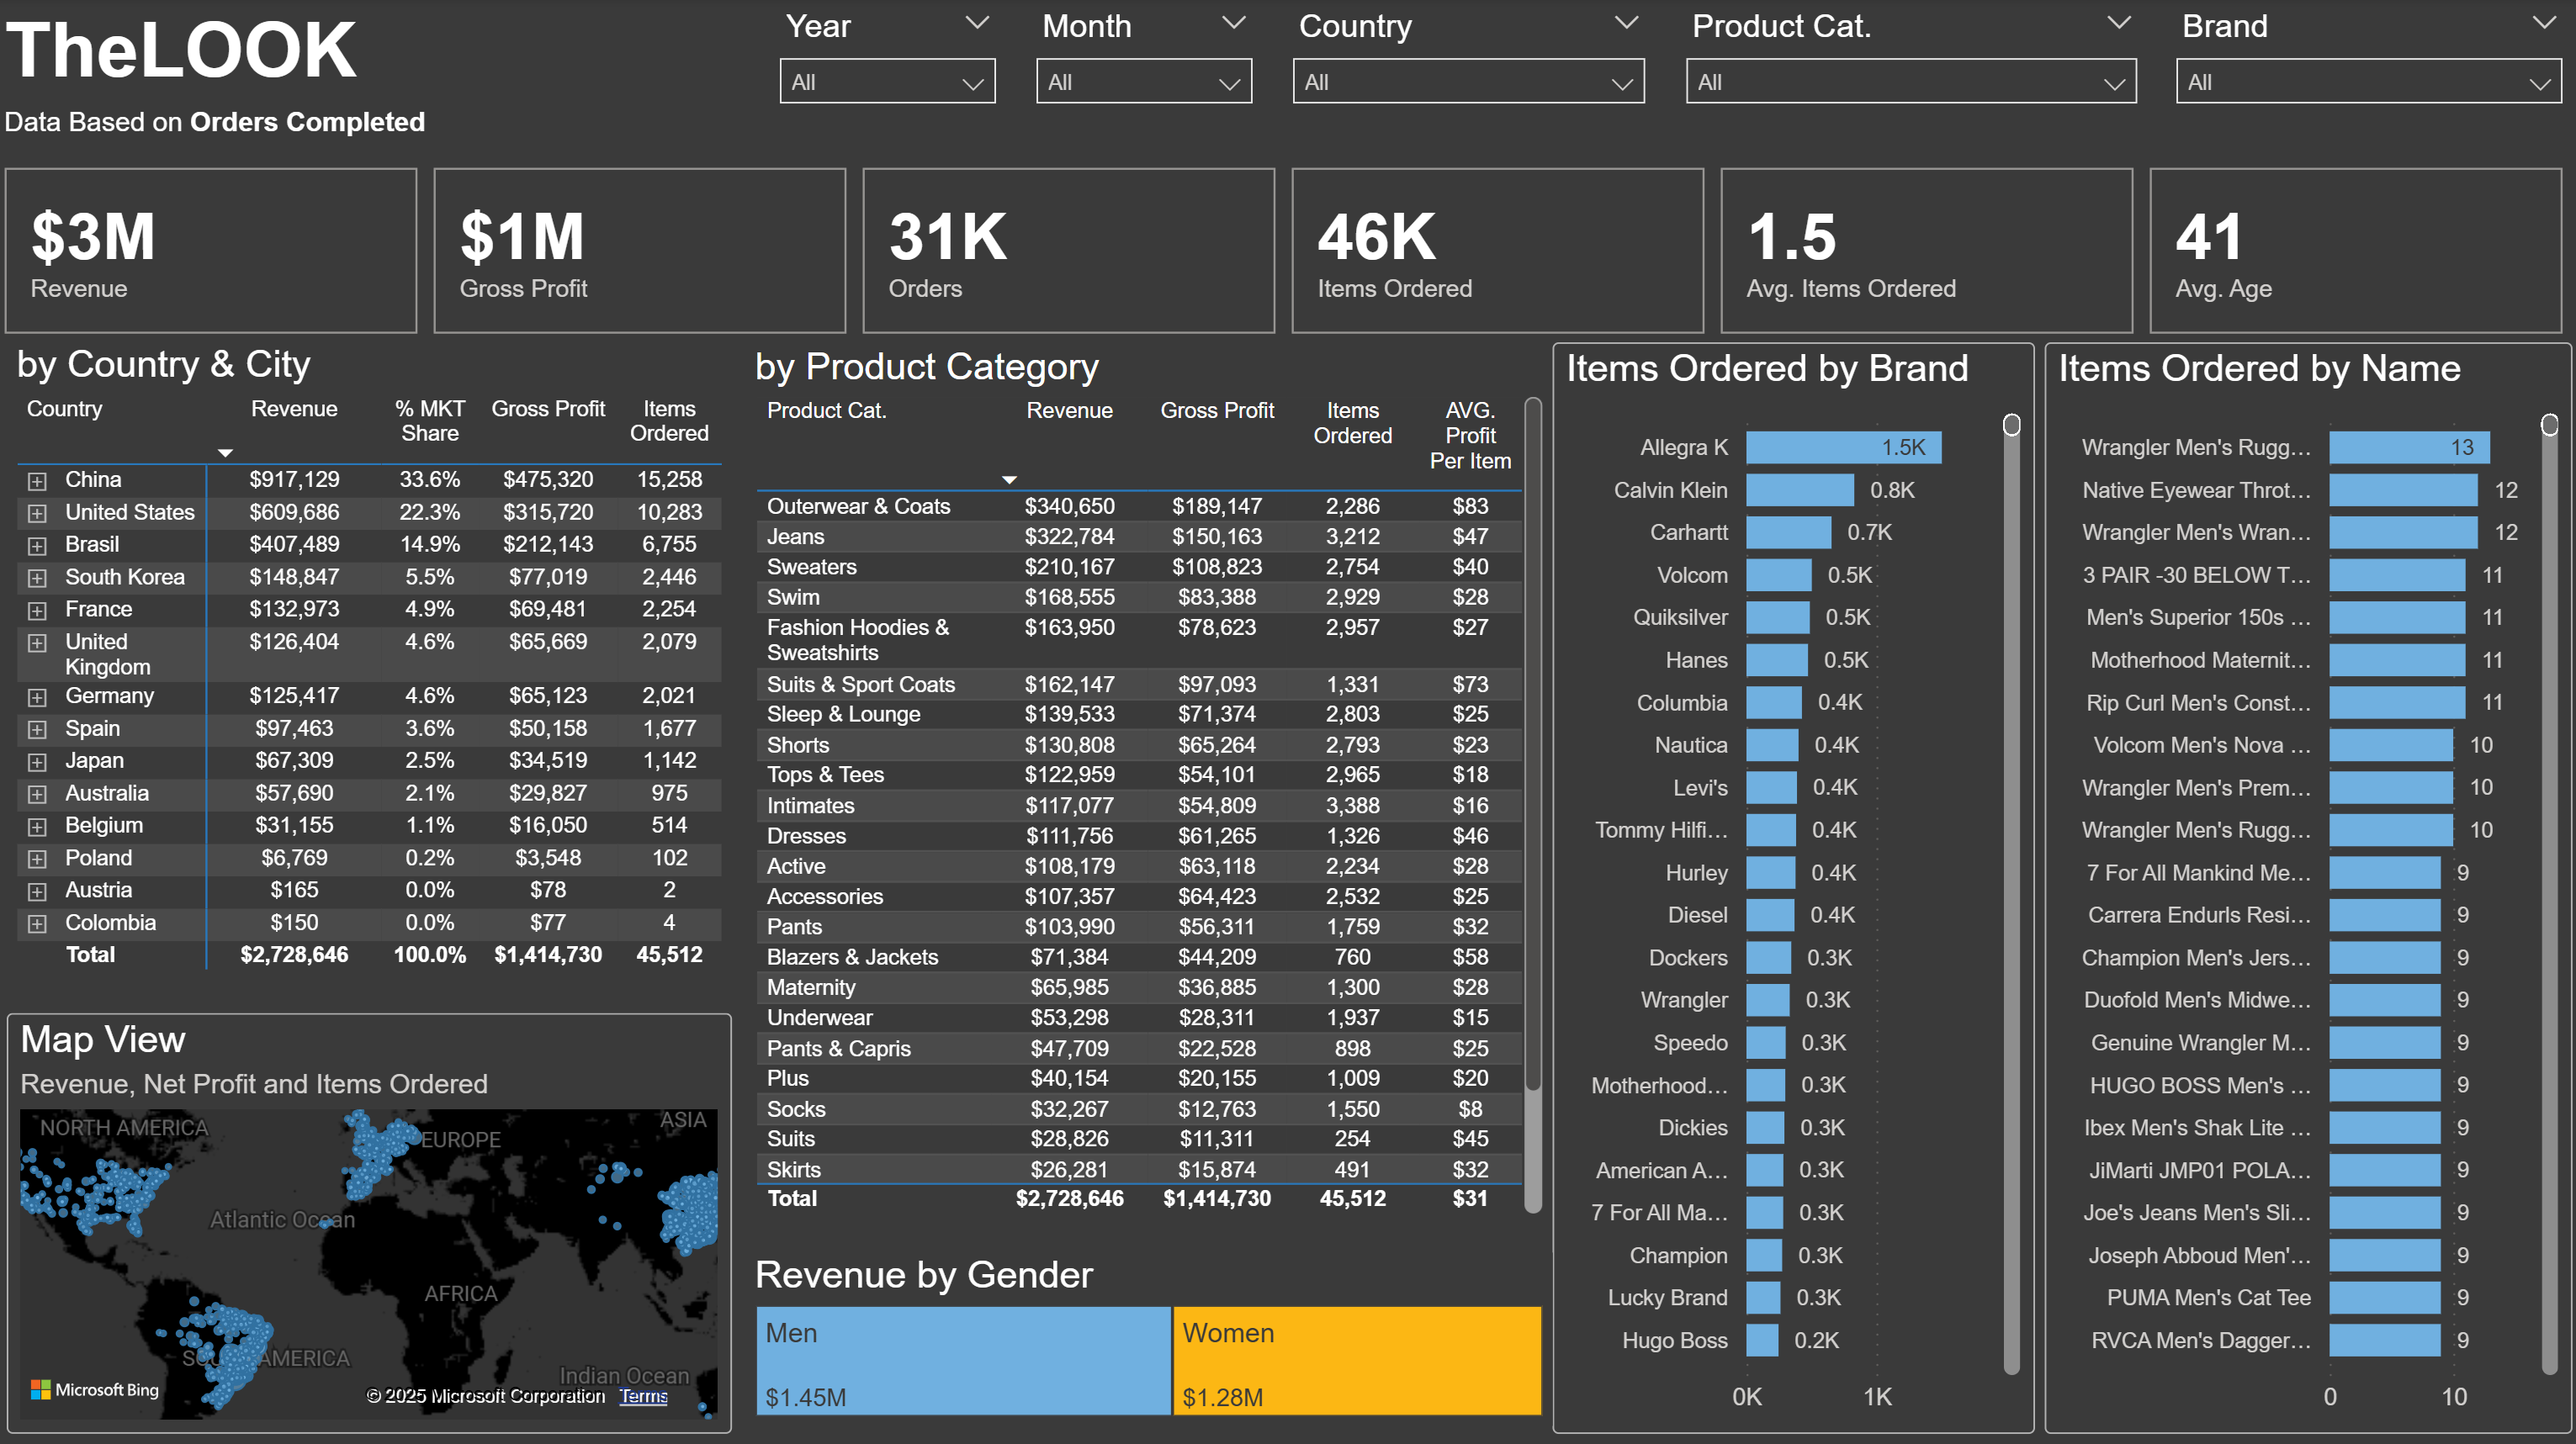 TheLOOK
Data Based on Orders Completed
Year
All
Month
All
Country
All
Product Cat.
All
Brand
All
$3M
Revenue
$1M
Gross Profit
31K
Orders
46K
Items Ordered
1.5
Avg. Items Ordered
41
Avg. Age
by Country & City
Country Revenue % MKT Share Gross Profit Items Ordered
China $917,129 33.6% $475,320 15,258
United States $609,686 22.3% $315,720 10,283
Brasil $407,489 14.9% $212,143 6,755
South Korea $148,847 5.5% $77,019 2,446
France $132,973 4.9% $69,481 2,254
United Kingdom $126,404 4.6% $65,669 2,079
Germany $125,417 4.6% $65,123 2,021
Spain $97,463 3.6% $50,158 1,677
Japan $67,309 2.5% $34,519 1,142
Australia $57,690 2.1% $29,827 975
Belgium $31,155 1.1% $16,050 514
Poland $6,769 0.2% $3,548 102
Austria $165 0.0% $78 2
Colombia $150 0.0% $77 4
Total $2,728,646 100.0% $1,414,730 45,512
Map View
Revenue, Net Profit and Items Ordered
NORTH AMERICA
EUROPE
ASIA
Atlantic Ocean
AFRICA
SOUTH AMERICA
Indian Ocean
Microsoft Bing
© 2025 Microsoft Corporation Terms
by Product Category
Product Cat. Revenue Gross Profit Items Ordered AVG. Profit Per Item
Outerwear & Coats $340,650 $189,147 2,286 $83
Jeans $322,784 $150,163 3,212 $47
Sweaters $210,167 $108,823 2,754 $40
Swim $168,555 $83,388 2,929 $28
Fashion Hoodies & Sweatshirts $163,950 $78,623 2,957 $27
Suits & Sport Coats $162,147 $97,093 1,331 $73
Sleep & Lounge $139,533 $71,374 2,803 $25
Shorts $130,808 $65,264 2,793 $23
Tops & Tees $122,959 $54,101 2,965 $18
Intimates $117,077 $54,809 3,388 $16
Dresses $111,756 $61,265 1,326 $46
Active $108,179 $63,118 2,234 $28
Accessories $107,357 $64,423 2,532 $25
Pants $103,990 $56,311 1,759 $32
Blazers & Jackets $71,384 $44,209 760 $58
Maternity $65,985 $36,885 1,300 $28
Underwear $53,298 $28,311 1,937 $15
Pants & Capris $47,709 $22,528 898 $25
Plus $40,154 $20,155 1,009 $20
Socks $32,267 $12,763 1,550 $8
Suits $28,826 $11,311 254 $45
Skirts $26,281 $15,874 491 $32
Total $2,728,646 $1,414,730 45,512 $31
Revenue by Gender
Men
$1.45M
Women
$1.28M
Items Ordered by Brand
Allegra K 1.5K
Calvin Klein 0.8K
Carhartt 0.7K
Volcom 0.5K
Quiksilver 0.5K
Hanes 0.5K
Columbia 0.4K
Nautica 0.4K
Levi's 0.4K
Tommy Hilfi... 0.4K
Hurley 0.4K
Diesel 0.4K
Dockers 0.3K
Wrangler 0.3K
Speedo 0.3K
Motherhood... 0.3K
Dickies 0.3K
American A... 0.3K
7 For All Ma... 0.3K
Champion 0.3K
Lucky Brand 0.3K
Hugo Boss 0.2K
0K 1K
Items Ordered by Name
Wrangler Men's Rugg... 13
Native Eyewear Throt... 12
Wrangler Men's Wran... 12
3 PAIR -30 BELOW T... 11
Men's Superior 150s ... 11
Motherhood Maternit... 11
Rip Curl Men's Const... 11
Volcom Men's Nova ... 10
Wrangler Men's Prem... 10
Wrangler Men's Rugg... 10
7 For All Mankind Me... 9
Carrera Endurls Resi... 9
Champion Men's Jers... 9
Duofold Men's Midwe... 9
Genuine Wrangler M... 9
HUGO BOSS Men's ... 9
Ibex Men's Shak Lite ... 9
JiMarti JMP01 POLA... 9
Joe's Jeans Men's Sli... 9
Joseph Abboud Men'... 9
PUMA Men's Cat Tee 9
RVCA Men's Dagger... 9
0 10